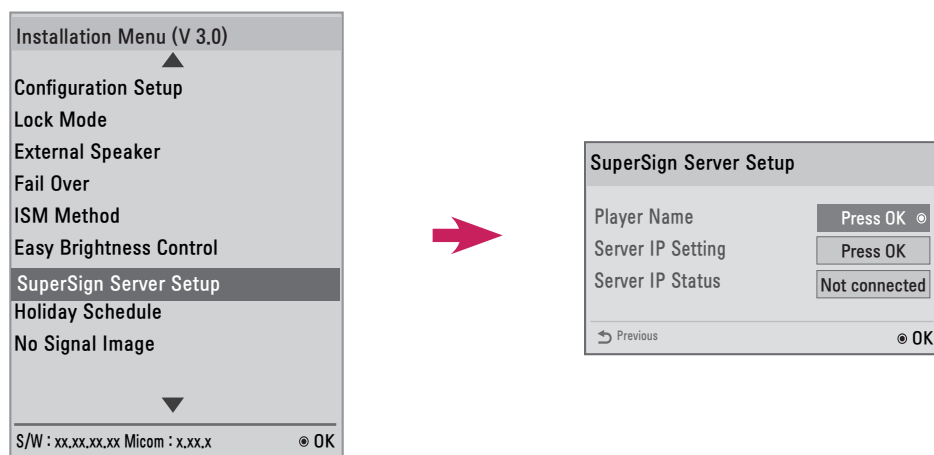 Installation Menu (V 3.0)
Configuration Setup
Lock Mode
External Speaker
Fail Over
ISM Method
Easy Brightness Control
SuperSign Server Setup
Holiday Schedule
No Signal Image
S/W : xx.xx.xx.xx Micom : x.xx.x ◉ OK
SuperSign Server Setup
Player Name Press OK ◉
Server IP Setting Press OK
Server IP Status Not connected
Previous ◉ OK